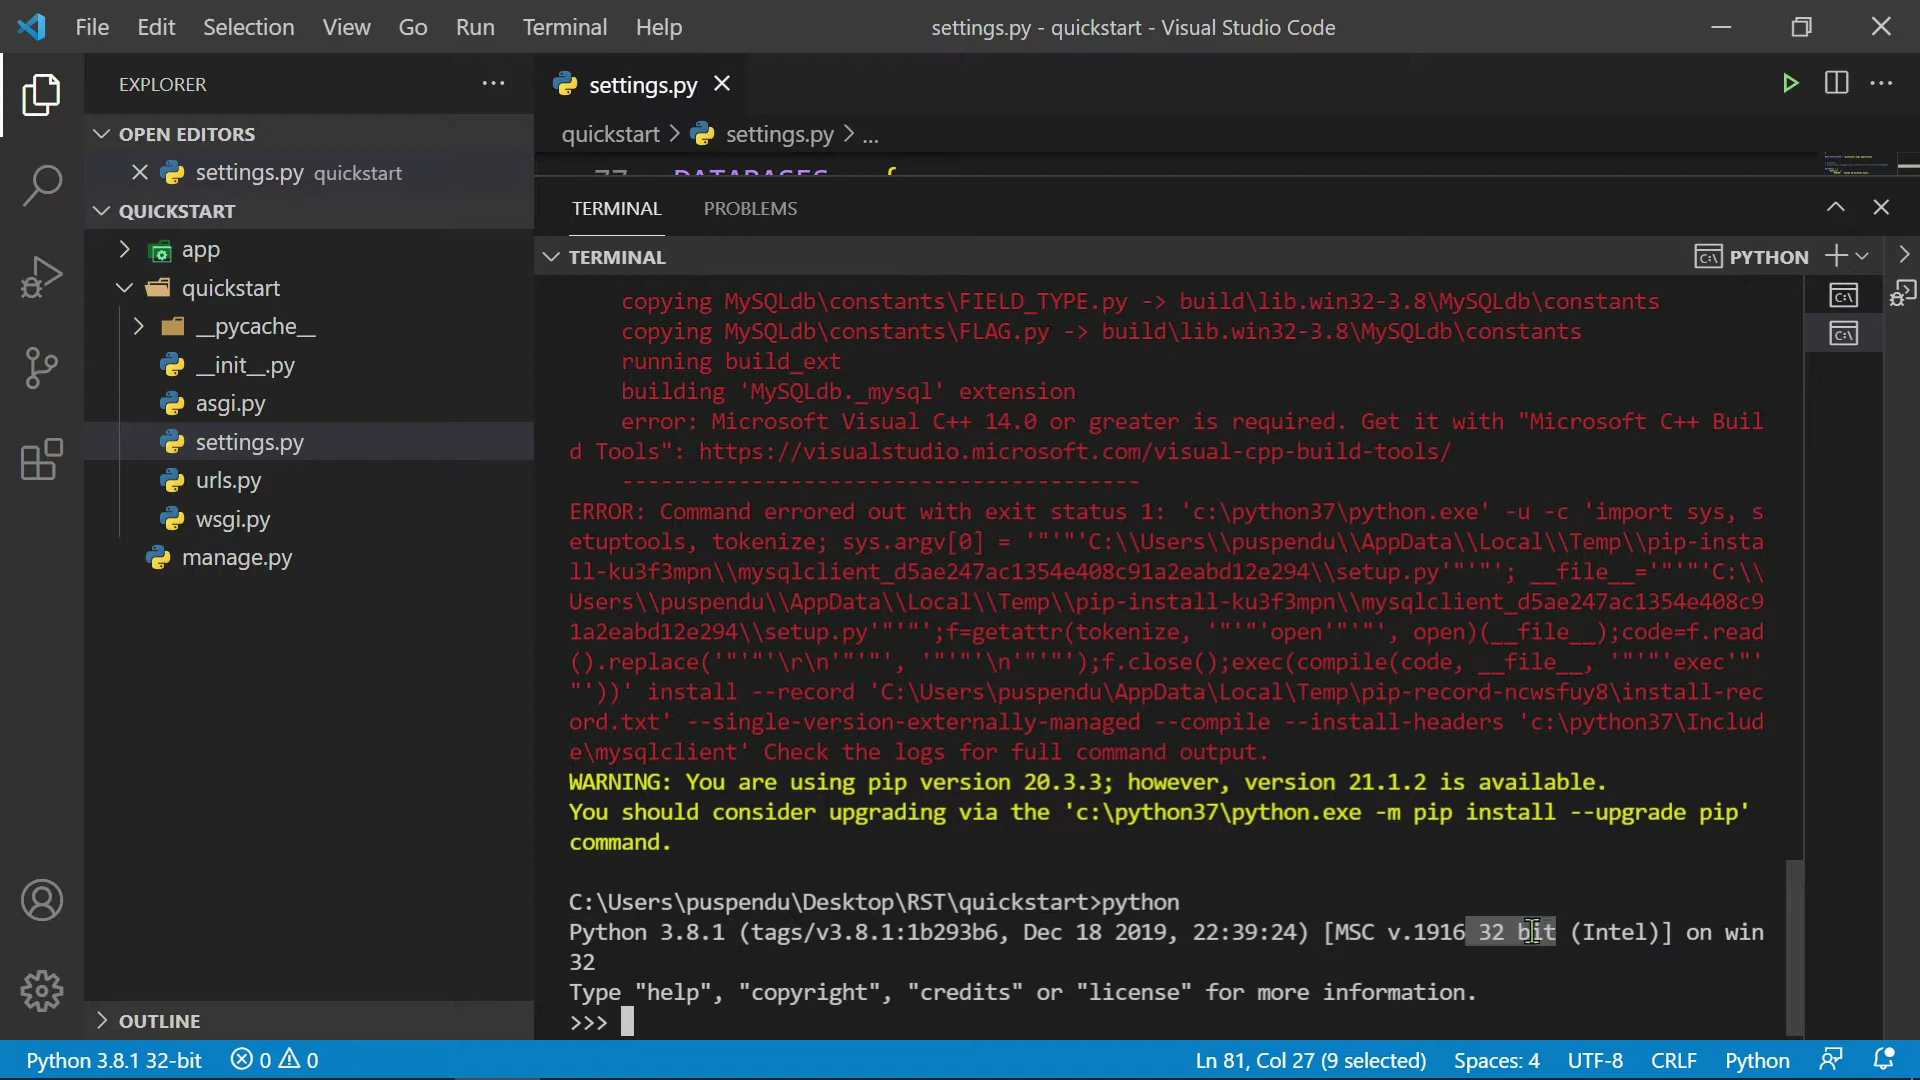 File Edit Selection View Go Run Terminal Help
settings.py - quickstart - Visual Studio Code
EXPLORER
OPEN EDITORS
settings.py quickstart
QUICKSTART
app
quickstart
__pycache__
__init__.py
asgi.py
settings.py
urls.py
wsgi.py
manage.py
OUTLINE
settings.py
quickstart > settings.py > ...
77 DATABASES {
TERMINAL PROBLEMS
TERMINAL
PYTHON
copying MySQLdb\constants\FIELD_TYPE.py -> build\lib.win32-3.8\MySQLdb\constants
copying MySQLdb\constants\FLAG.py -> build\lib.win32-3.8\MySQLdb\constants
running build_ext
building 'MySQLdb._mysql' extension
error: Microsoft Visual C++ 14.0 or greater is required. Get it with "Microsoft C++ Buil
d Tools": https://visualstudio.microsoft.com/visual-cpp-build-tools/
----------------------------------------
ERROR: Command errored out with exit status 1: 'c:\python37\python.exe' -u -c 'import sys, s
etuptools, tokenize; sys.argv[0] = '"'"'C:\\Users\\puspendu\\AppData\\Local\\Temp\\pip-insta
ll-ku3f3mpn\\mysqlclient_d5ae247ac1354e408c91a2eabd12e294\\setup.py'"'"'; __file__='"'"'C:\\
Users\\puspendu\\AppData\\Local\\Temp\\pip-install-ku3f3mpn\\mysqlclient_d5ae247ac1354e408c9
1a2eabd12e294\\setup.py'"'"';f=getattr(tokenize, '"'"'open'"'"', open)(__file__);code=f.read
().replace('"'"'\r\n'"'"', '"'"'\n'"'"');f.close();exec(compile(code, __file__, '"'"'exec'"'
"'))' install --record 'C:\Users\puspendu\AppData\Local\Temp\pip-record-ncwsfuy8\install-rec
ord.txt' --single-version-externally-managed --compile --install-headers 'c:\python37\Includ
e\mysqlclient' Check the logs for full command output.
WARNING: You are using pip version 20.3.3; however, version 21.1.2 is available.
You should consider upgrading via the 'c:\python37\python.exe -m pip install --upgrade pip'
command.
C:\Users\puspendu\Desktop\RST\quickstart>python
Python 3.8.1 (tags/v3.8.1:1b293b6, Dec 18 2019, 22:39:24) [MSC v.1916 32 bit (Intel)] on win
32
Type "help", "copyright", "credits" or "license" for more information.
>>>
Python 3.8.1 32-bit 0 0 Ln 81, Col 27 (9 selected) Spaces: 4 UTF-8 CRLF Python